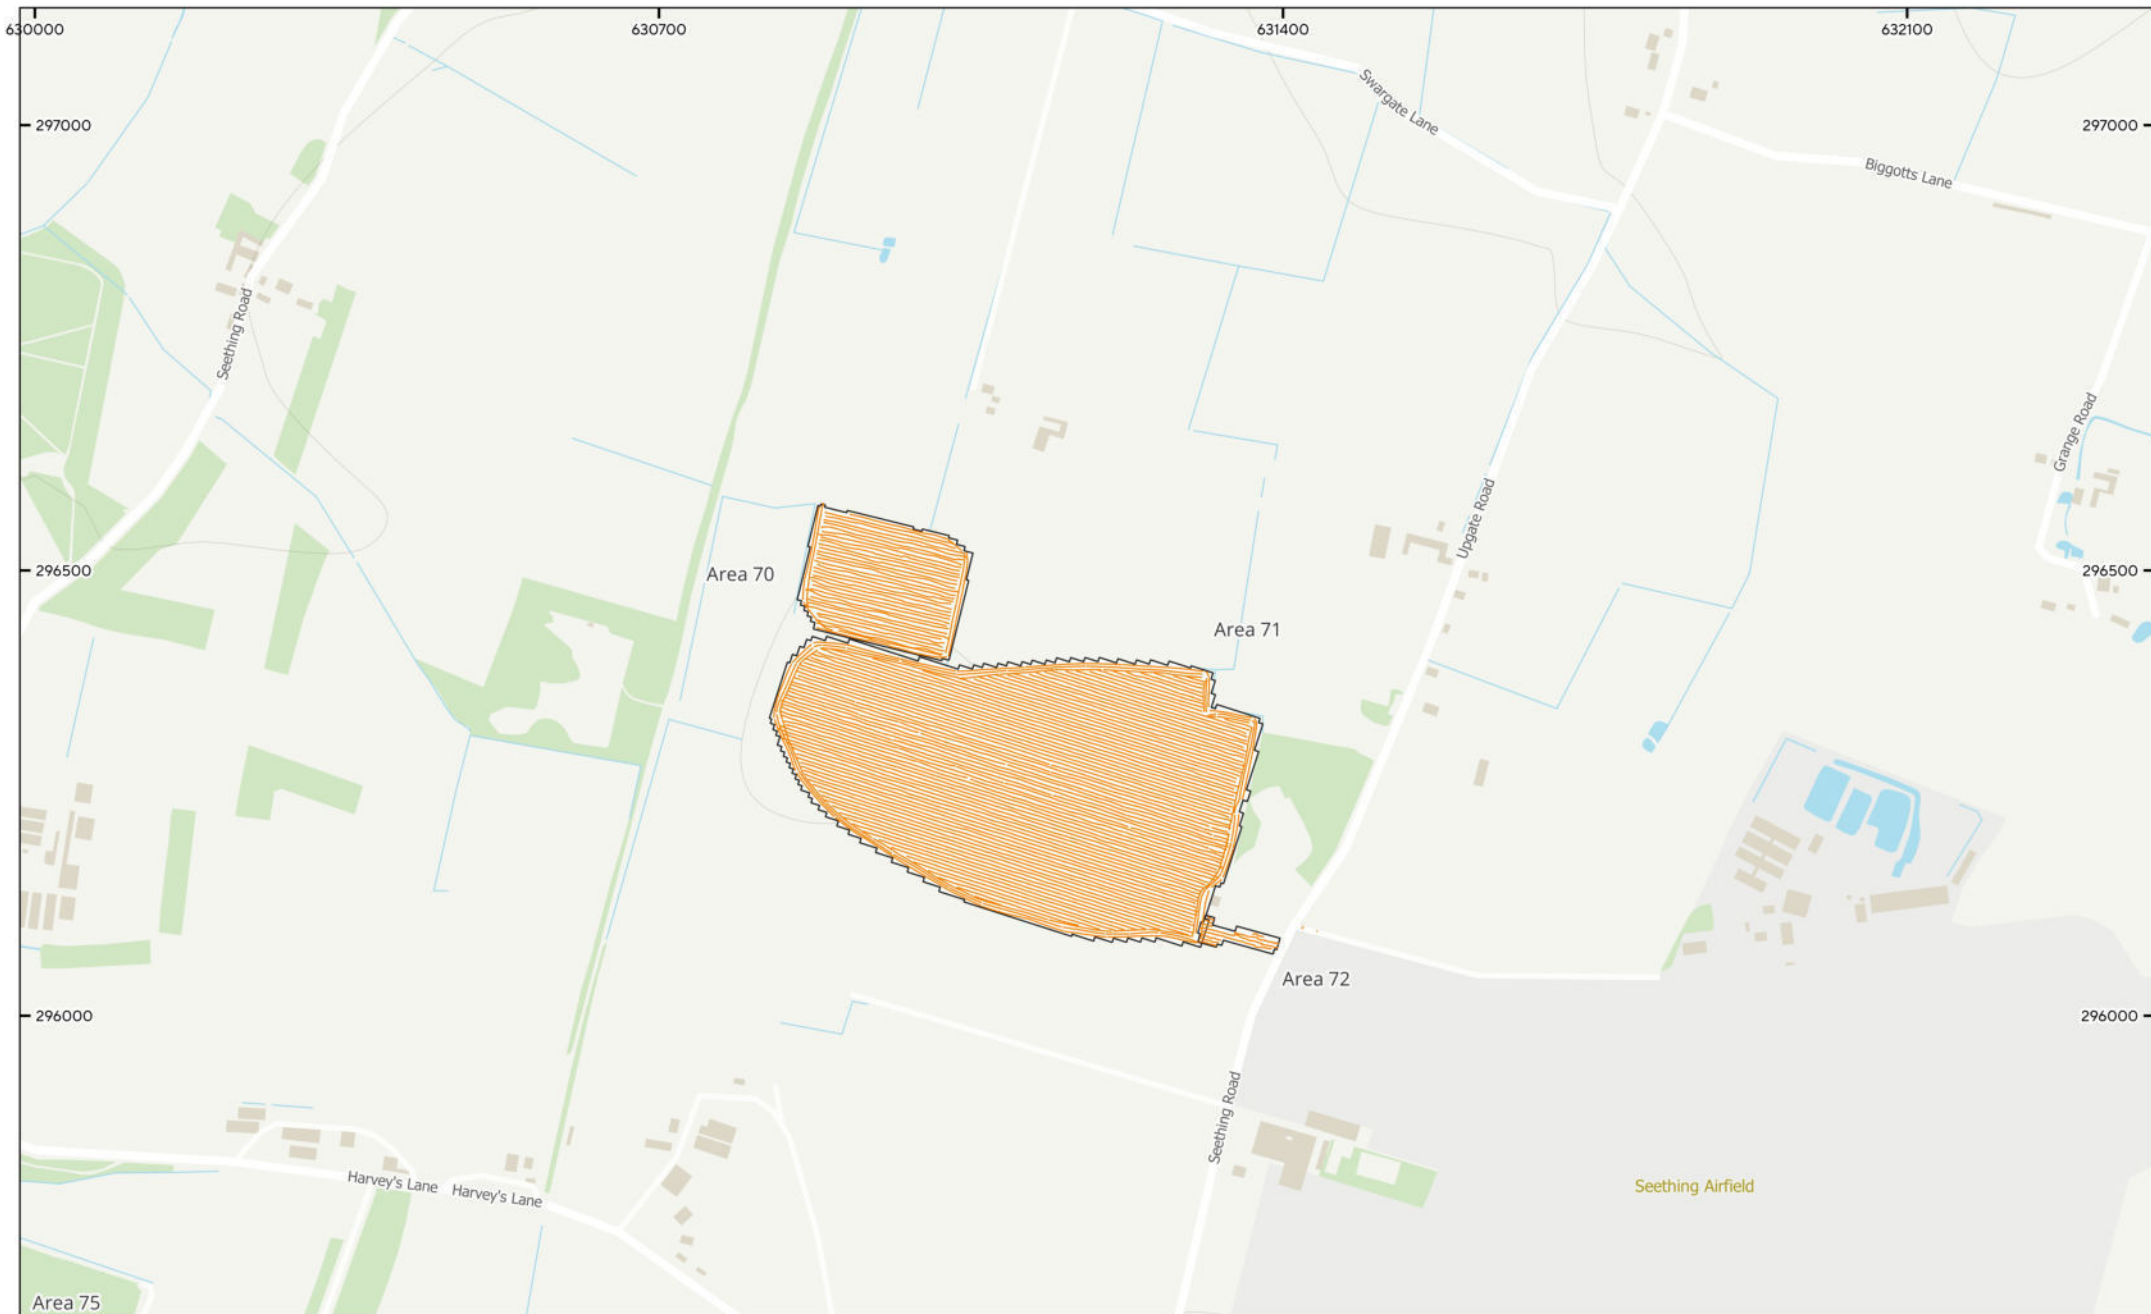 630000
630700
631400
632100
297000
297000
Swargate Lane
Biggotts Lane
Seething Road
Grange Road
Upgate Road
296500
296500
Area 70
Area 71
Area 72
296000
296000
Seething Road
Harvey's Lane
Harvey's Lane
Seething Airfield
Area 75